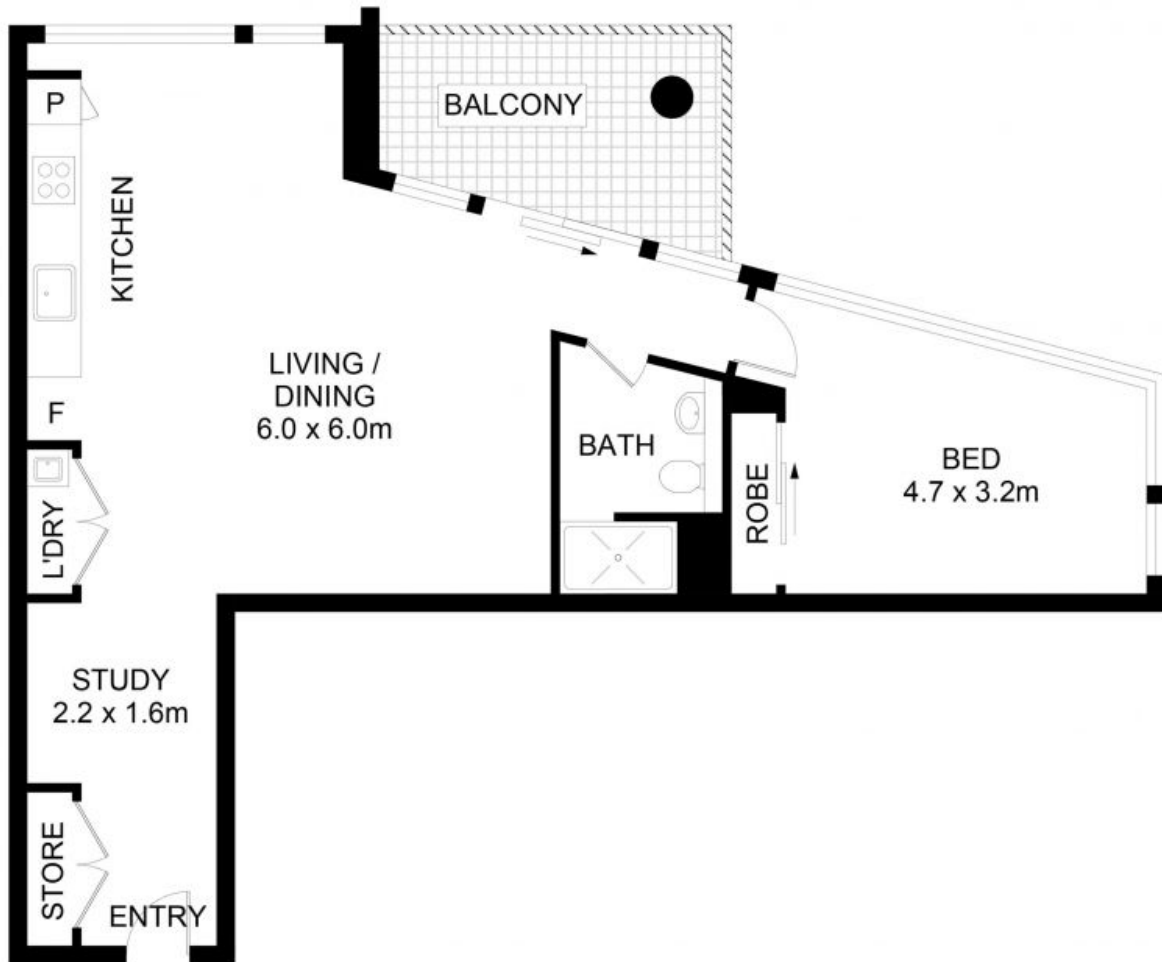 BALCONY
P
KITCHEN
LIVING /
DINING
6.0 x 6.0m
F
BATH
ROBE
BED
4.7 x 3.2m
L'DRY
STUDY
2.2 x 1.6m
STORE
ENTRY